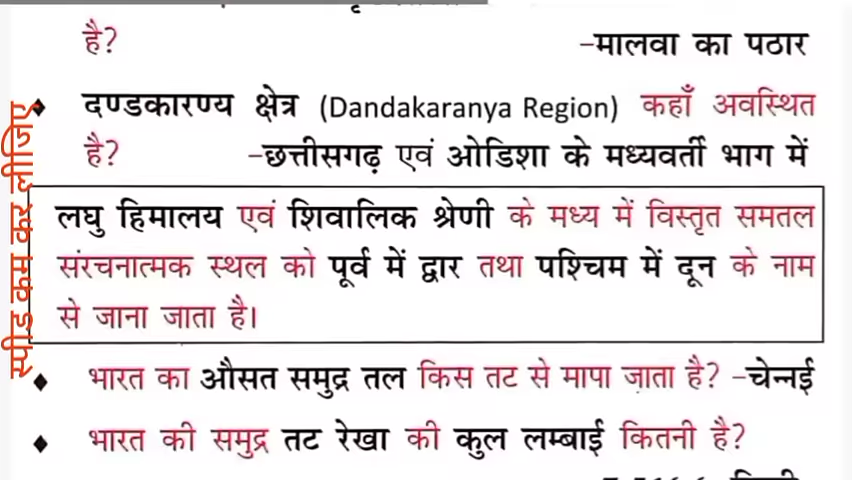 है?
-मालवा का पठार
♦ दण्डकारण्य क्षेत्र (Dandakaranya Region) कहाँ अवस्थित
है? -छत्तीसगढ़ एवं ओडिशा के मध्यवर्ती भाग में
लघु हिमालय एवं शिवालिक श्रेणी के मध्य में विस्तृत समतल
संरचनात्मक स्थल को पूर्व में द्वार तथा पश्चिम में दून के नाम
से जाना जाता है।
♦ भारत का औसत समुद्र तल किस तट से मापा जाता है? -चेन्नई
♦ भारत की समुद्र तट रेखा की कुल लम्बाई कितनी है?
स्पीड कम कर लीजिए